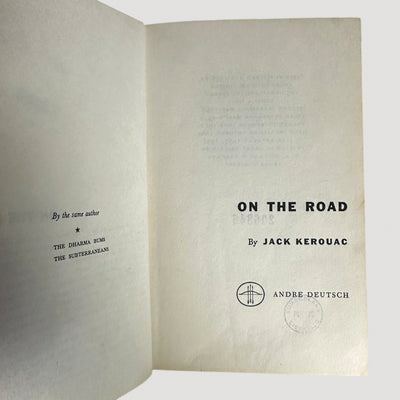 By the same author
★
THE DHARMA BUMS
THE SUBTERRANEANS
ON THE ROAD
By JACK KEROUAC
ANDRE DEUTSCH